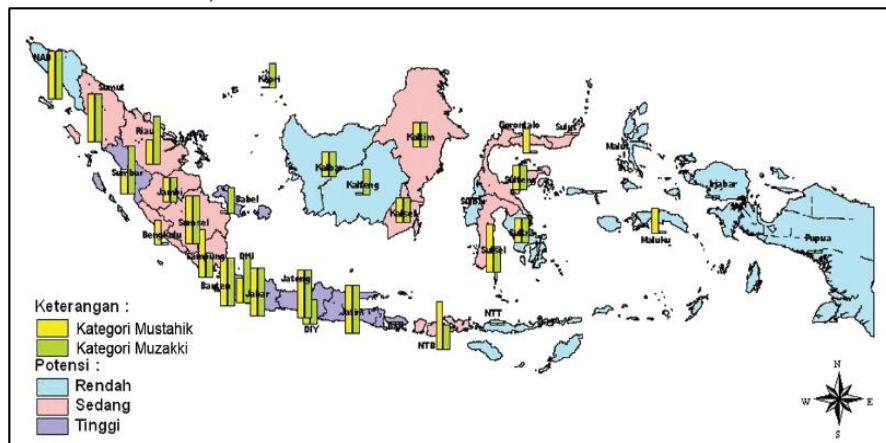 NAD
Sumut
Kepri
Riau
Sumbar
Jambi
Babel
Sumsel
Bengkulu
Lampung
DKI
Banten
Jabar
Jateng
DIY
Jatim
Bali
NTB
NTT
Kalbar
Kalteng
Kaltim
Kalsel
Gorontalo
Sulut
Sulteng
Sultra
Sulsel
Malut
Maluku
Irjabar
Papua
Keterangan :
Kategori Mustahik
Kategori Muzakki
Potensi :
Rendah
Sedang
Tinggi
N
W E
S